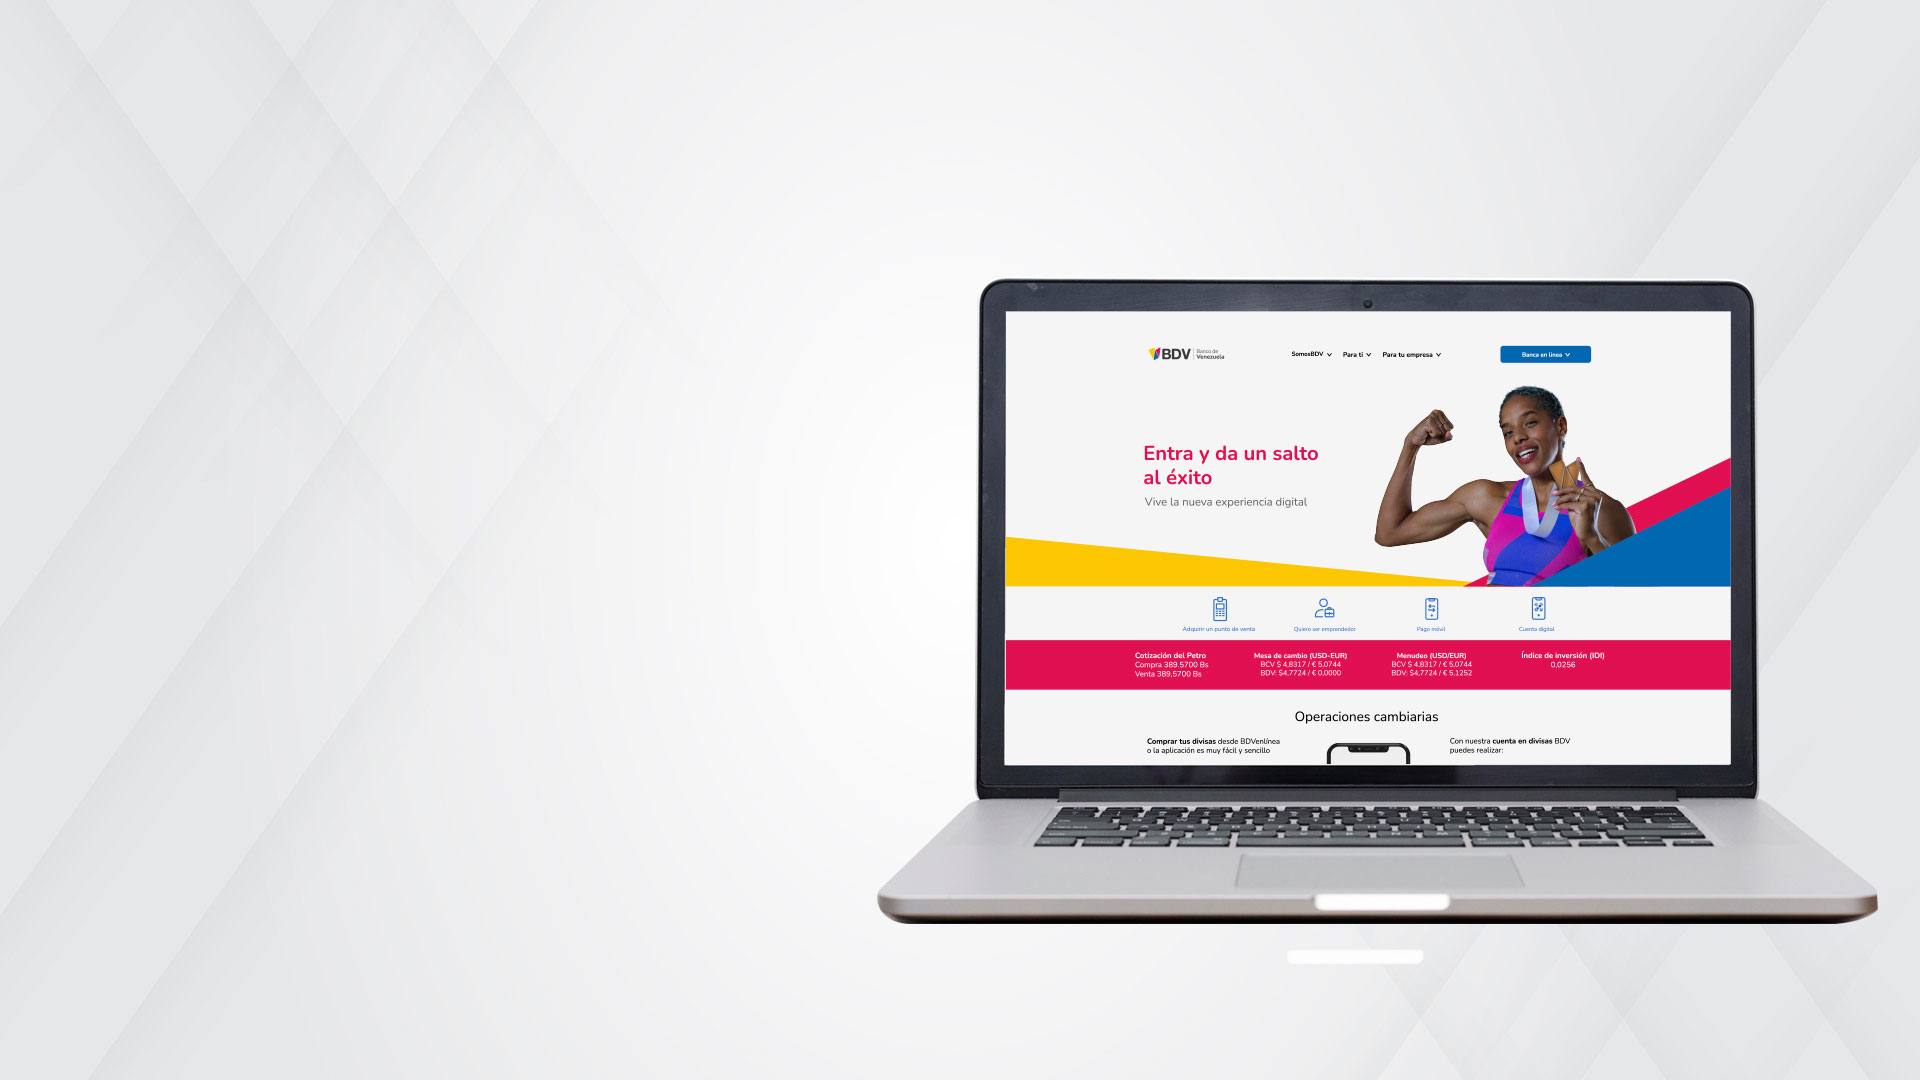 BDV Banco de
Venezuela
SomosBDV
Para ti
Para tu empresa
Banca en línea
Entra y da un salto
al éxito
Vive la nueva experiencia digital
Adquirir un punto de venta
Quiero ser emprendedor
Pago móvil
Cuenta digital
Cotización del Petro
Compra 389.5700 Bs
Venta 389,5700 Bs
Mesa de cambio (USD-EUR)
BCV $ 4,8317 / € 5,0744
BDV: $4,7724 / € 0,0000
Menudeo (USD/EUR)
BCV $ 4,8317 / € 5,0744
BDV: $4,7724 / € 5,1252
Índice de inversión (IDI)
0,0256
Operaciones cambiarias
Comprar tus divisas desde BDVenlínea
o la aplicación es muy fácil y sencillo
Con nuestra cuenta en divisas BDV
puedes realizar: